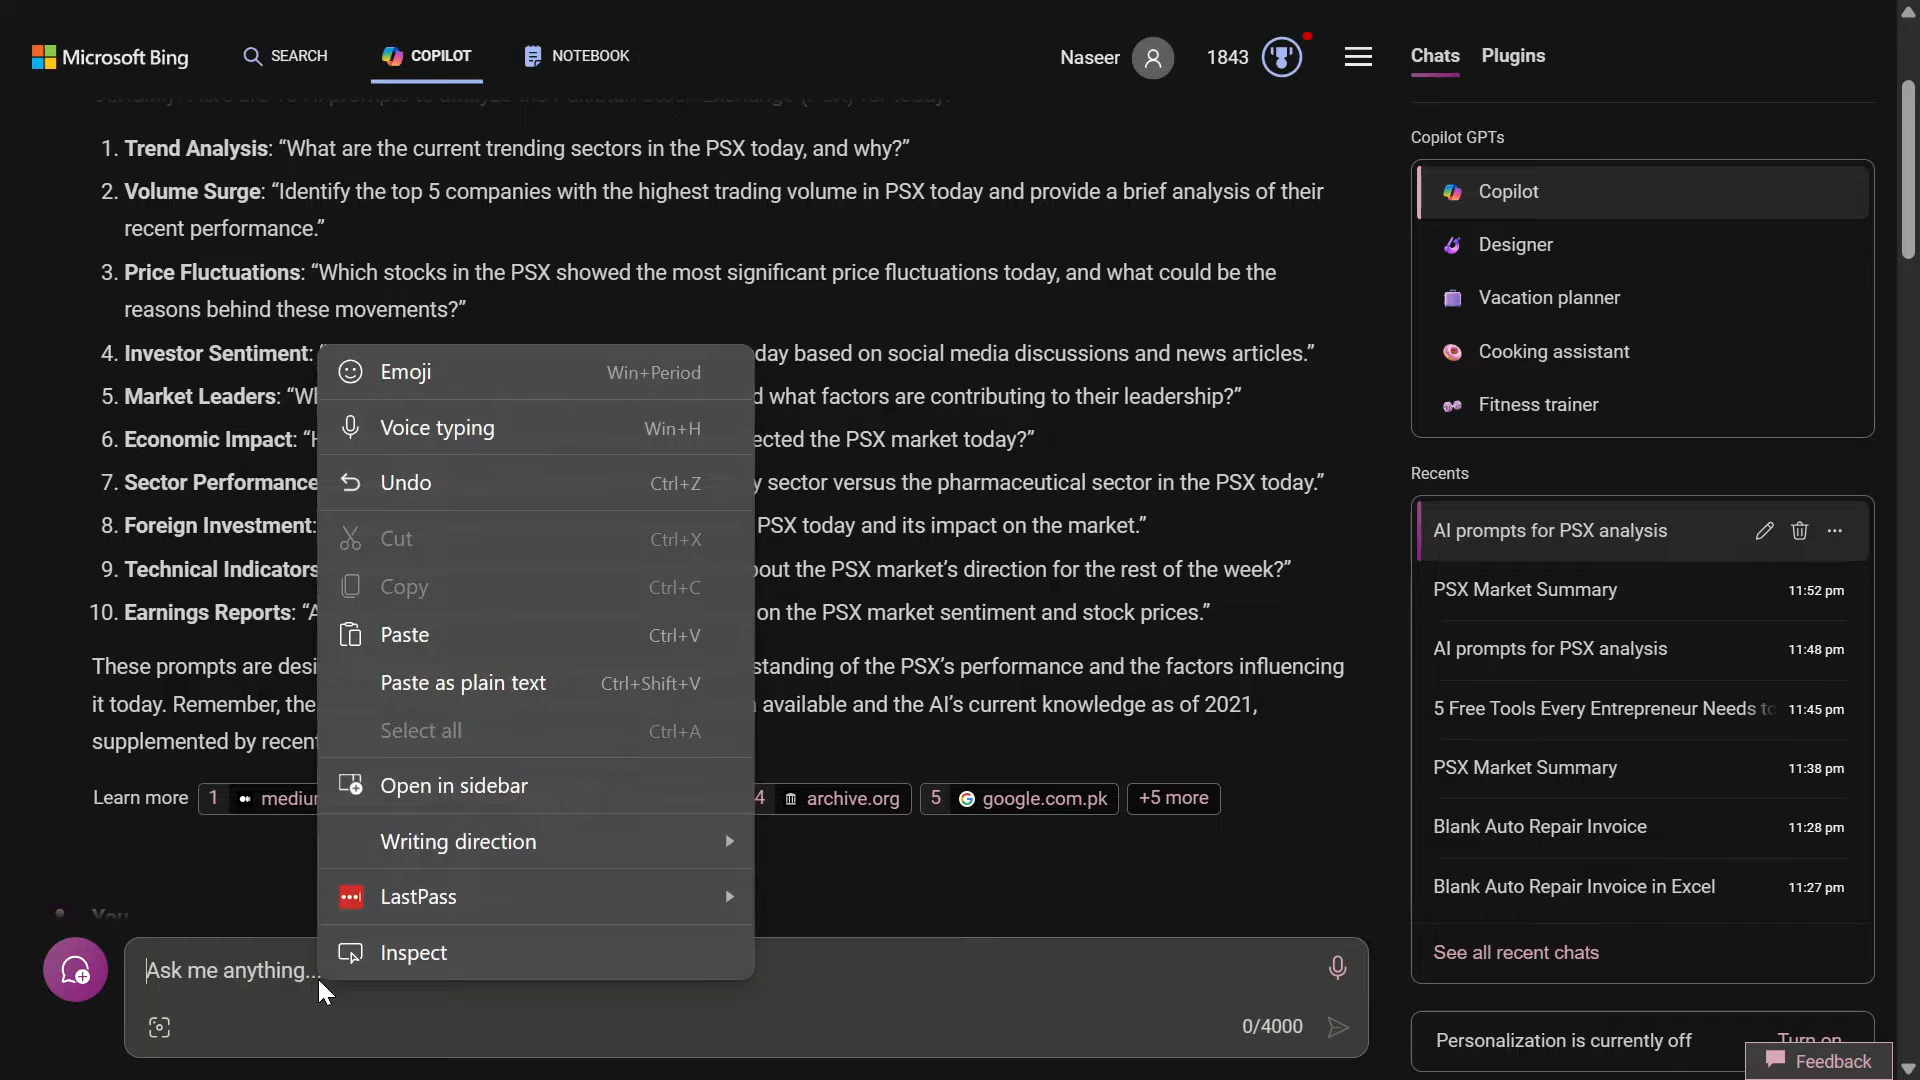 Microsoft Bing
SEARCH
COPILOT
NOTEBOOK
Naseer
1843
Chats
Plugins
1. Trend Analysis: “What are the current trending sectors in the PSX today, and why?”
2. Volume Surge: “Identify the top 5 companies with the highest trading volume in PSX today and provide a brief analysis of their
recent performance.”
3. Price Fluctuations: “Which stocks in the PSX showed the most significant price fluctuations today, and what could be the
reasons behind these movements?”
4. Investor Sentiment: “ day based on social media discussions and news articles.”
5. Market Leaders: “Wh d what factors are contributing to their leadership?”
6. Economic Impact: “H ected the PSX market today?”
7. Sector Performance y sector versus the pharmaceutical sector in the PSX today.”
8. Foreign Investment: PSX today and its impact on the market.”
9. Technical Indicators out the PSX market’s direction for the rest of the week?”
10. Earnings Reports: “A on the PSX market sentiment and stock prices.”
These prompts are desi standing of the PSX’s performance and the factors influencing
it today. Remember, the available and the AI’s current knowledge as of 2021,
supplemented by recent
Learn more 1 medium 4 archive.org 5 google.com.pk +5 more
You
Emoji Win+Period
Voice typing Win+H
Undo Ctrl+Z
Cut Ctrl+X
Copy Ctrl+C
Paste Ctrl+V
Paste as plain text Ctrl+Shift+V
Select all Ctrl+A
Open in sidebar
Writing direction
LastPass
Inspect
Ask me anything...
0/4000
Copilot GPTs
Copilot
Designer
Vacation planner
Cooking assistant
Fitness trainer
Recents
AI prompts for PSX analysis
PSX Market Summary 11:52 pm
AI prompts for PSX analysis 11:48 pm
5 Free Tools Every Entrepreneur Needs to 11:45 pm
PSX Market Summary 11:38 pm
Blank Auto Repair Invoice 11:28 pm
Blank Auto Repair Invoice in Excel 11:27 pm
See all recent chats
Personalization is currently off Turn on
Feedback